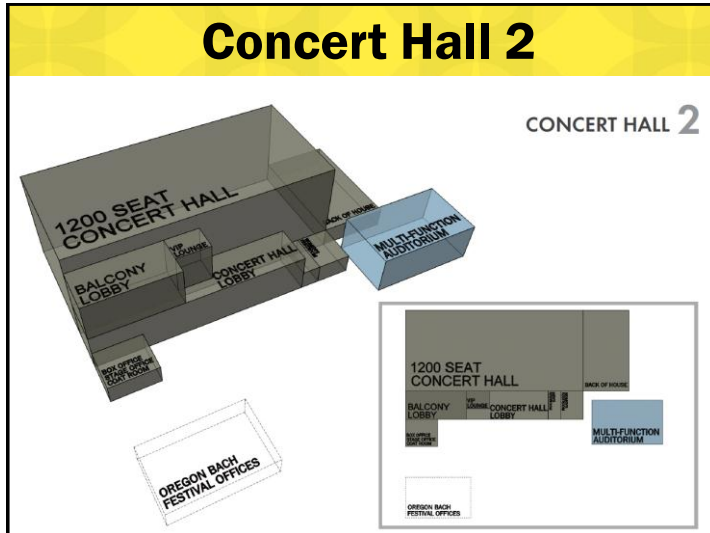 Concert Hall 2
CONCERT HALL 2
1200 SEAT
CONCERT HALL
BACK OF HOUSE
MULTI-FUNCTION
AUDITORIUM
VIP
LOUNGE
BALCONY
LOBBY
CONCERT HALL
LOBBY
BOX OFFICE
STAGE OFFICE
COAT ROOM
OREGON BACH
FESTIVAL OFFICES
1200 SEAT
CONCERT HALL
BACK OF HOUSE
BALCONY
LOBBY
VIP
LOUNGE
CONCERT HALL
LOBBY
BOX OFFICE
STAGE OFFICE
COAT ROOM
MULTI-FUNCTION
AUDITORIUM
OREGON BACH
FESTIVAL OFFICES